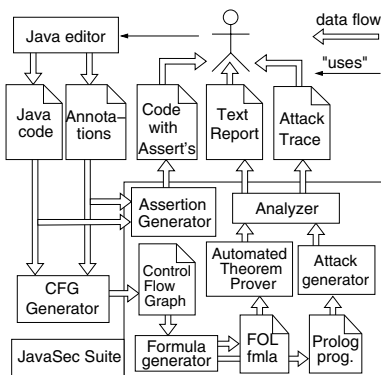 Java editor
data flow
"uses"
Java
code
Annota-
tions
Code
with
Assert's
Text
Report
Attack
Trace
Assertion
Generator
Analyzer
CFG
Generator
Control
Flow
Graph
Automated
Theorem
Prover
Attack
generator
JavaSec Suite
Formula
generator
FOL
fmla
Prolog
prog.